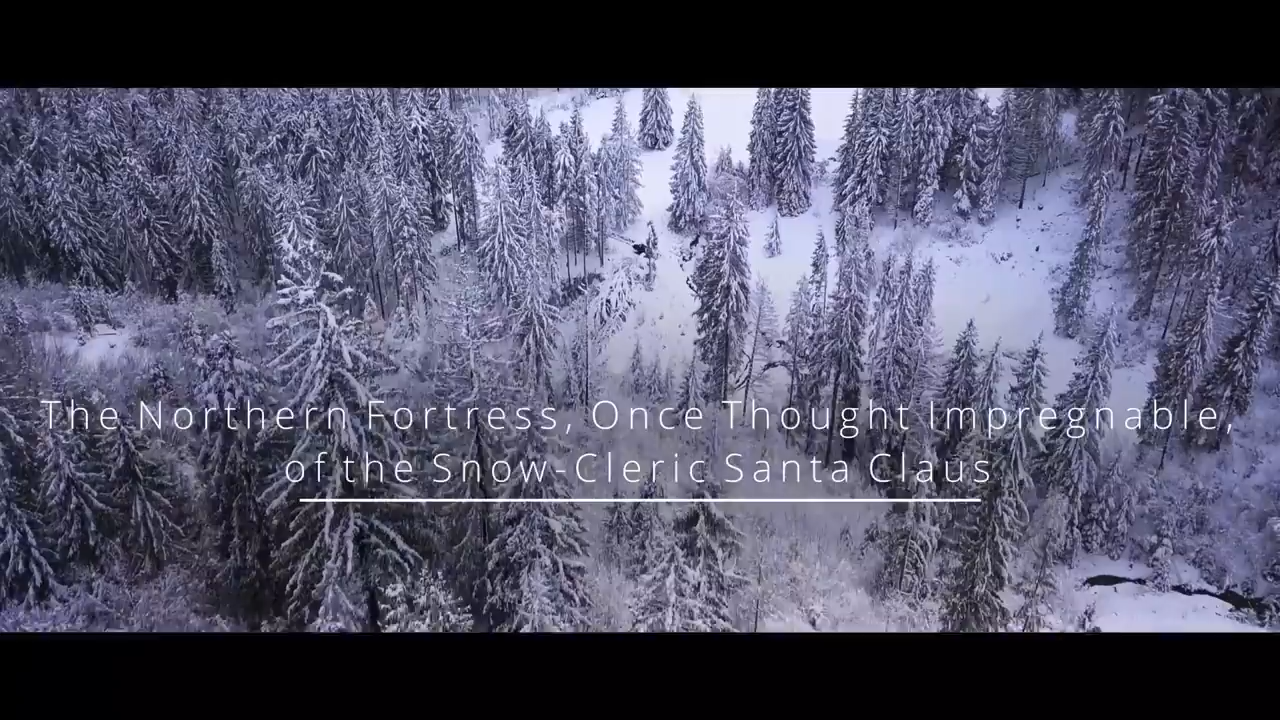 The Northern Fortress, Once Thought Impregnable,
of the Snow-Cleric Santa Claus